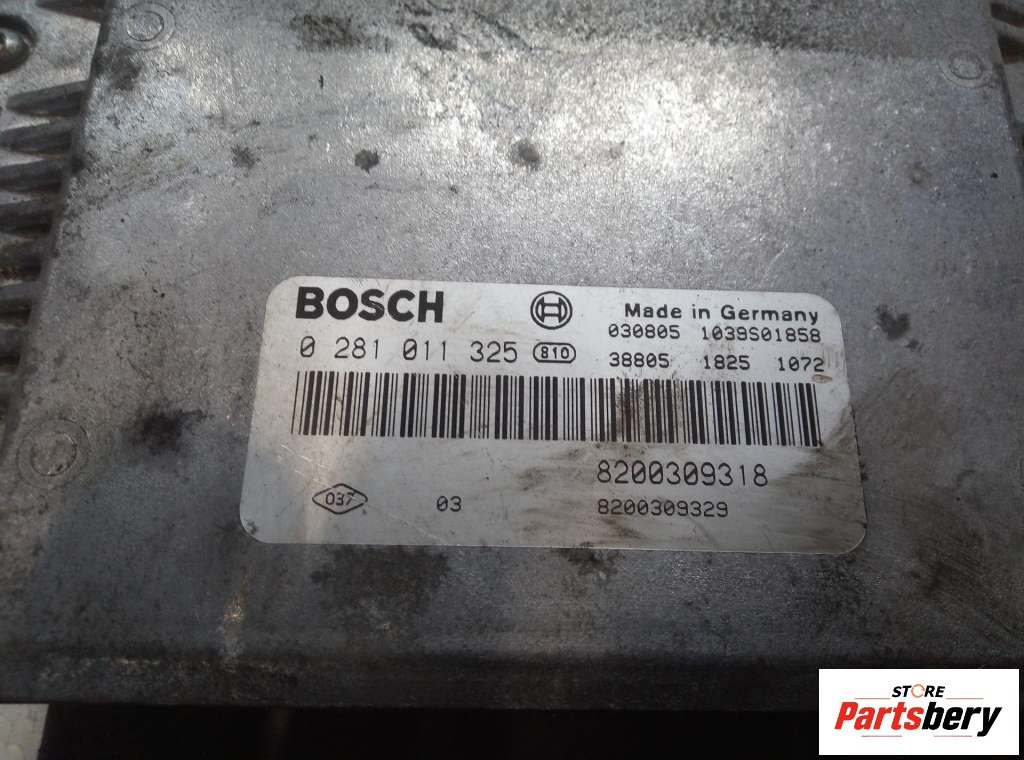 BOSCH
Made in Germany
030805 1039S01858
0 281 011 325 810
38805 1825 1072
8200309318
037 03 8200309329
STORE
Partsbery